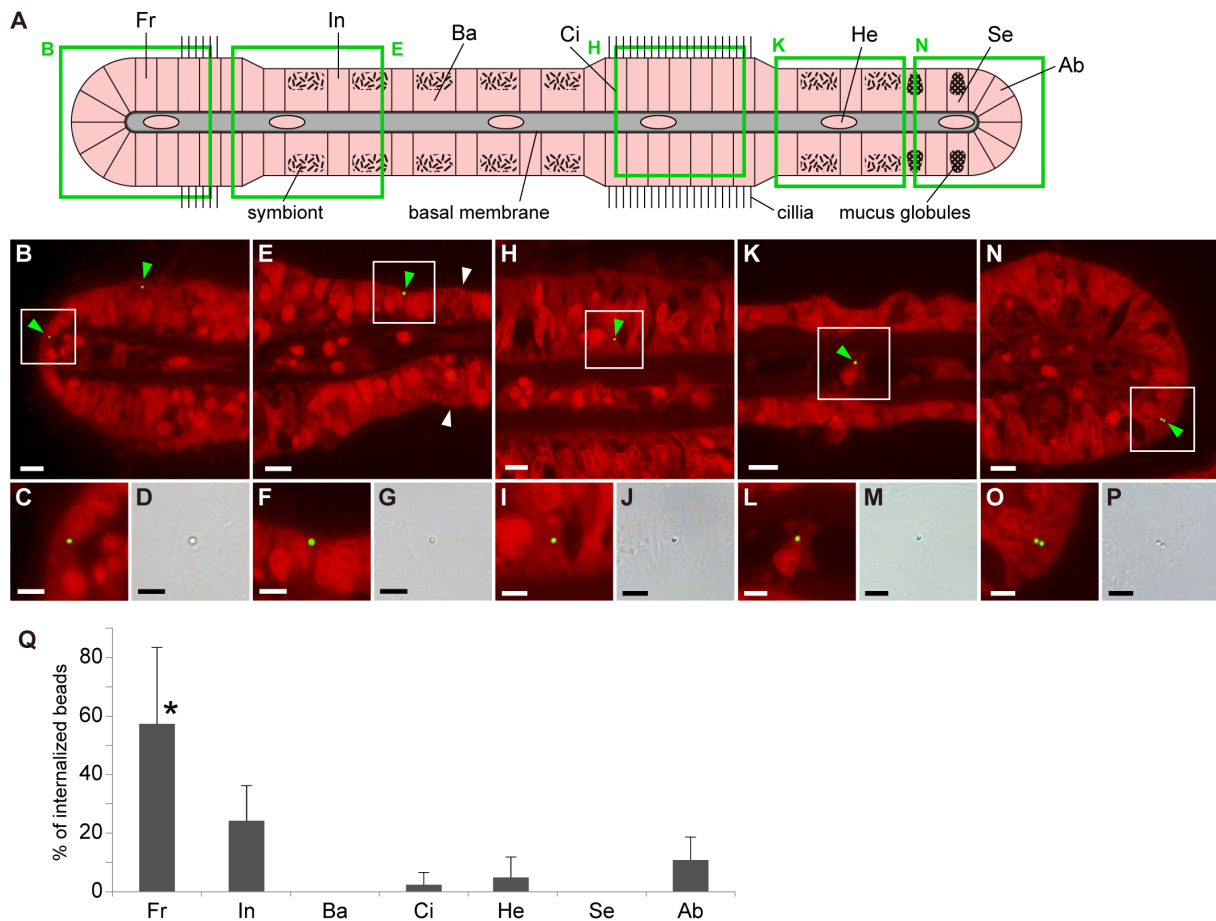 A
Fr In Ba Ci He Se Ab
B E H K N
symbiont basal membrane cillia mucus globules
B E H K N
C D F G I J L M O P
Q
% of internalized beads
80
60
40
20
0
*
Fr In Ba Ci He Se Ab